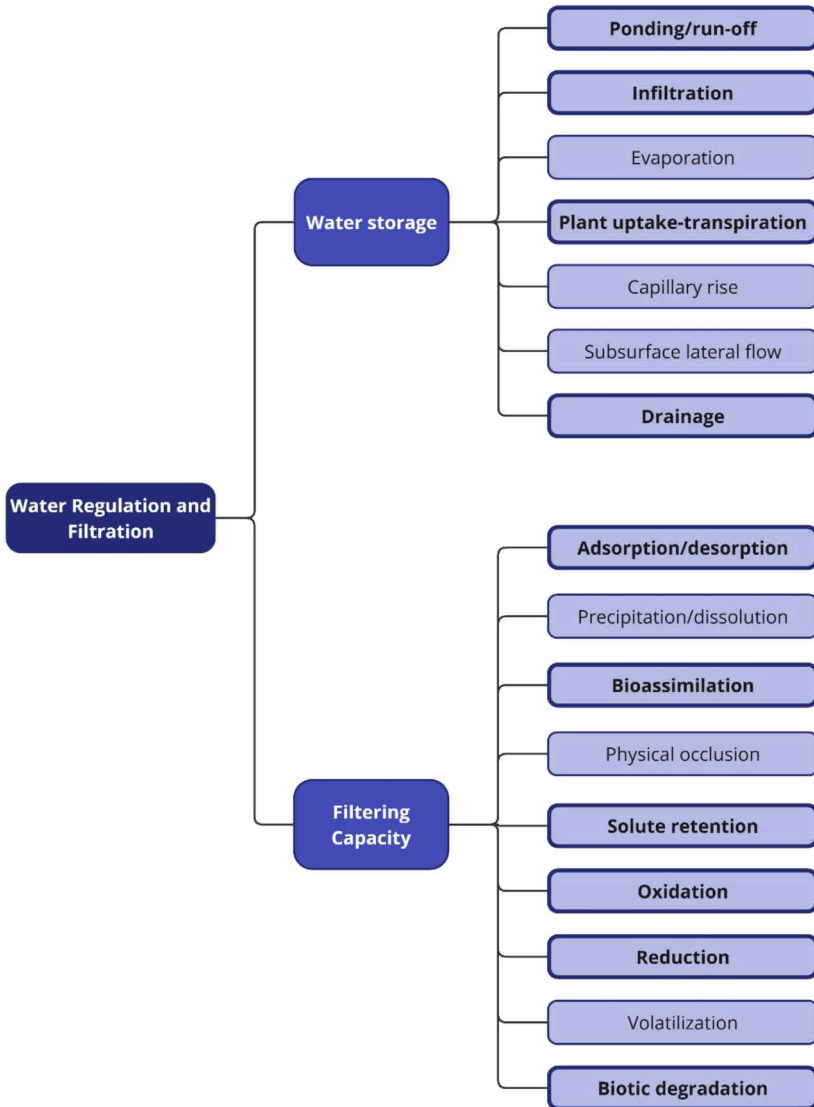 Ponding/run-off
Infiltration
Evaporation
Water storage
Plant uptake-transpiration
Capillary rise
Subsurface lateral flow
Drainage
Water Regulation and
Filtration
Adsorption/desorption
Precipitation/dissolution
Bioassimilation
Physical occlusion
Filtering
Capacity
Solute retention
Oxidation
Reduction
Volatilization
Biotic degradation